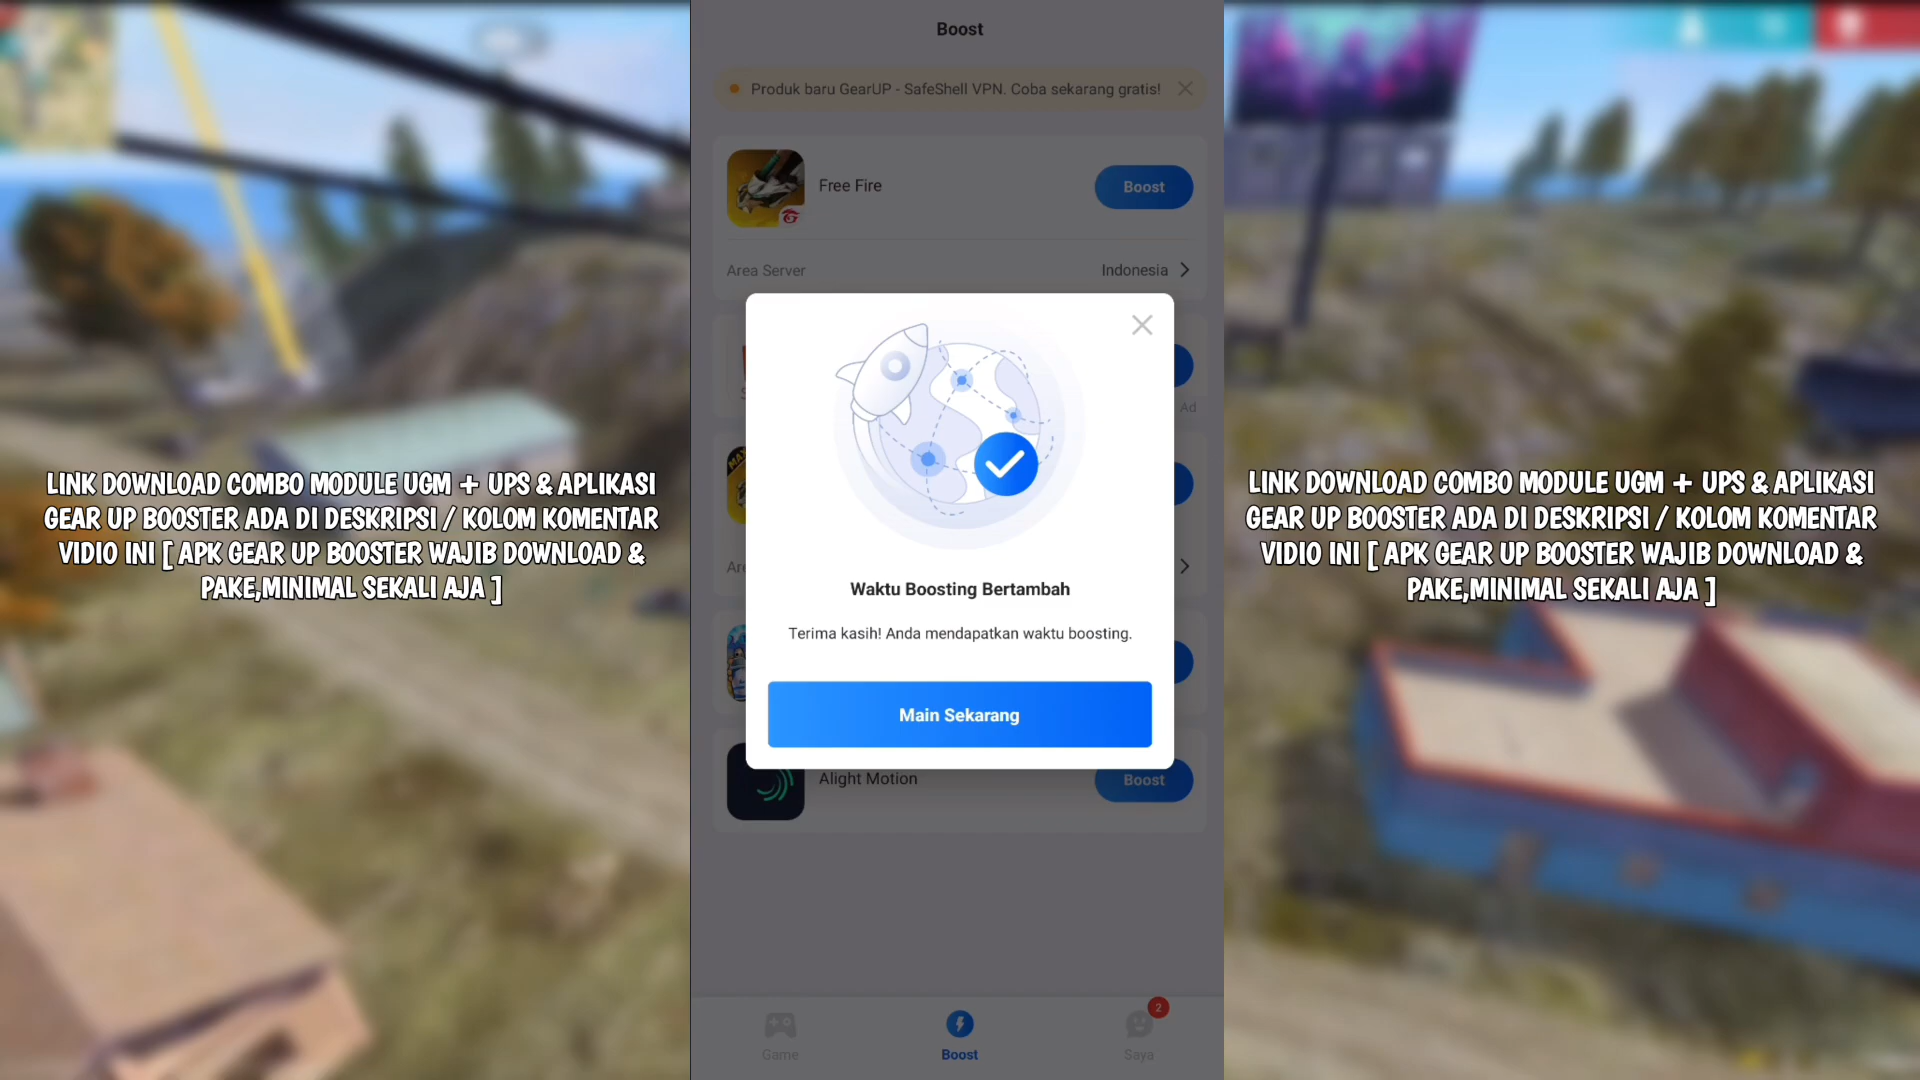 Boost
Produk baru GearUP - SafeShell VPN. Coba sekarang gratis!
Free Fire
Boost
Area Server
Indonesia
Ad
Waktu Boosting Bertambah
Terima kasih! Anda mendapatkan waktu boosting.
Main Sekarang
Alight Motion
Boost
Game
Boost
2
Saya
LINK DOWNLOAD COMBO MODULE UGM + UPS & APLIKASI
GEAR UP BOOSTER ADA DI DESKRIPSI / KOLOM KOMENTAR
VIDIO INI [ APK GEAR UP BOOSTER WAJIB DOWNLOAD &
PAKE,MINIMAL SEKALI AJA ]
LINK DOWNLOAD COMBO MODULE UGM + UPS & APLIKASI
GEAR UP BOOSTER ADA DI DESKRIPSI / KOLOM KOMENTAR
VIDIO INI [ APK GEAR UP BOOSTER WAJIB DOWNLOAD &
PAKE,MINIMAL SEKALI AJA ]